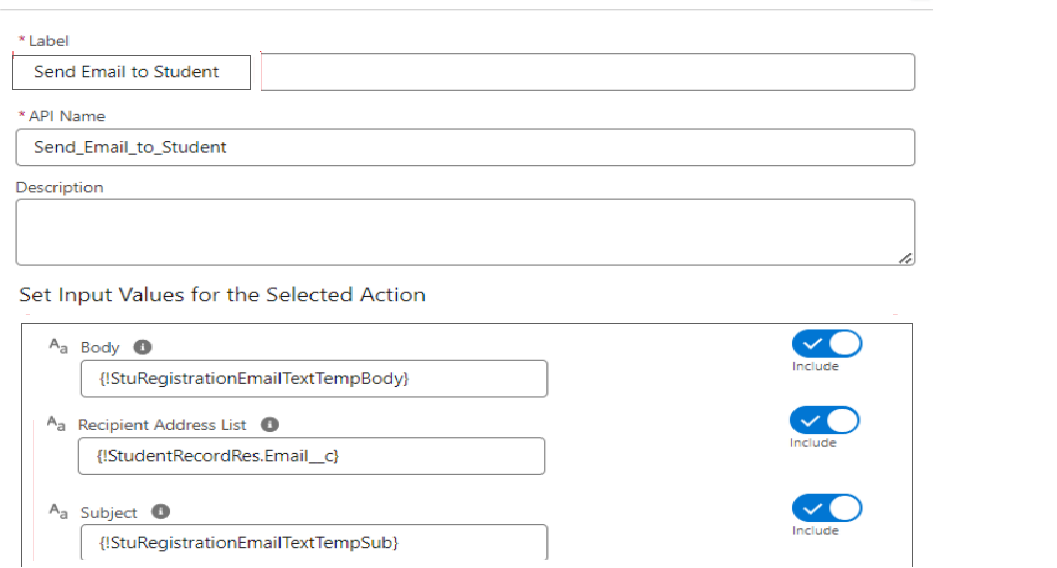 * Label
Send Email to Student
* API Name
Send_Email_to_Student
Description
Set Input Values for the Selected Action
Aa Body i
Include
{!StuRegistrationEmailTextTempBody}
Aa Recipient Address List i
Include
{!StudentRecordRes.Email__c}
Aa Subject i
Include
{!StuRegistrationEmailTextTempSub}